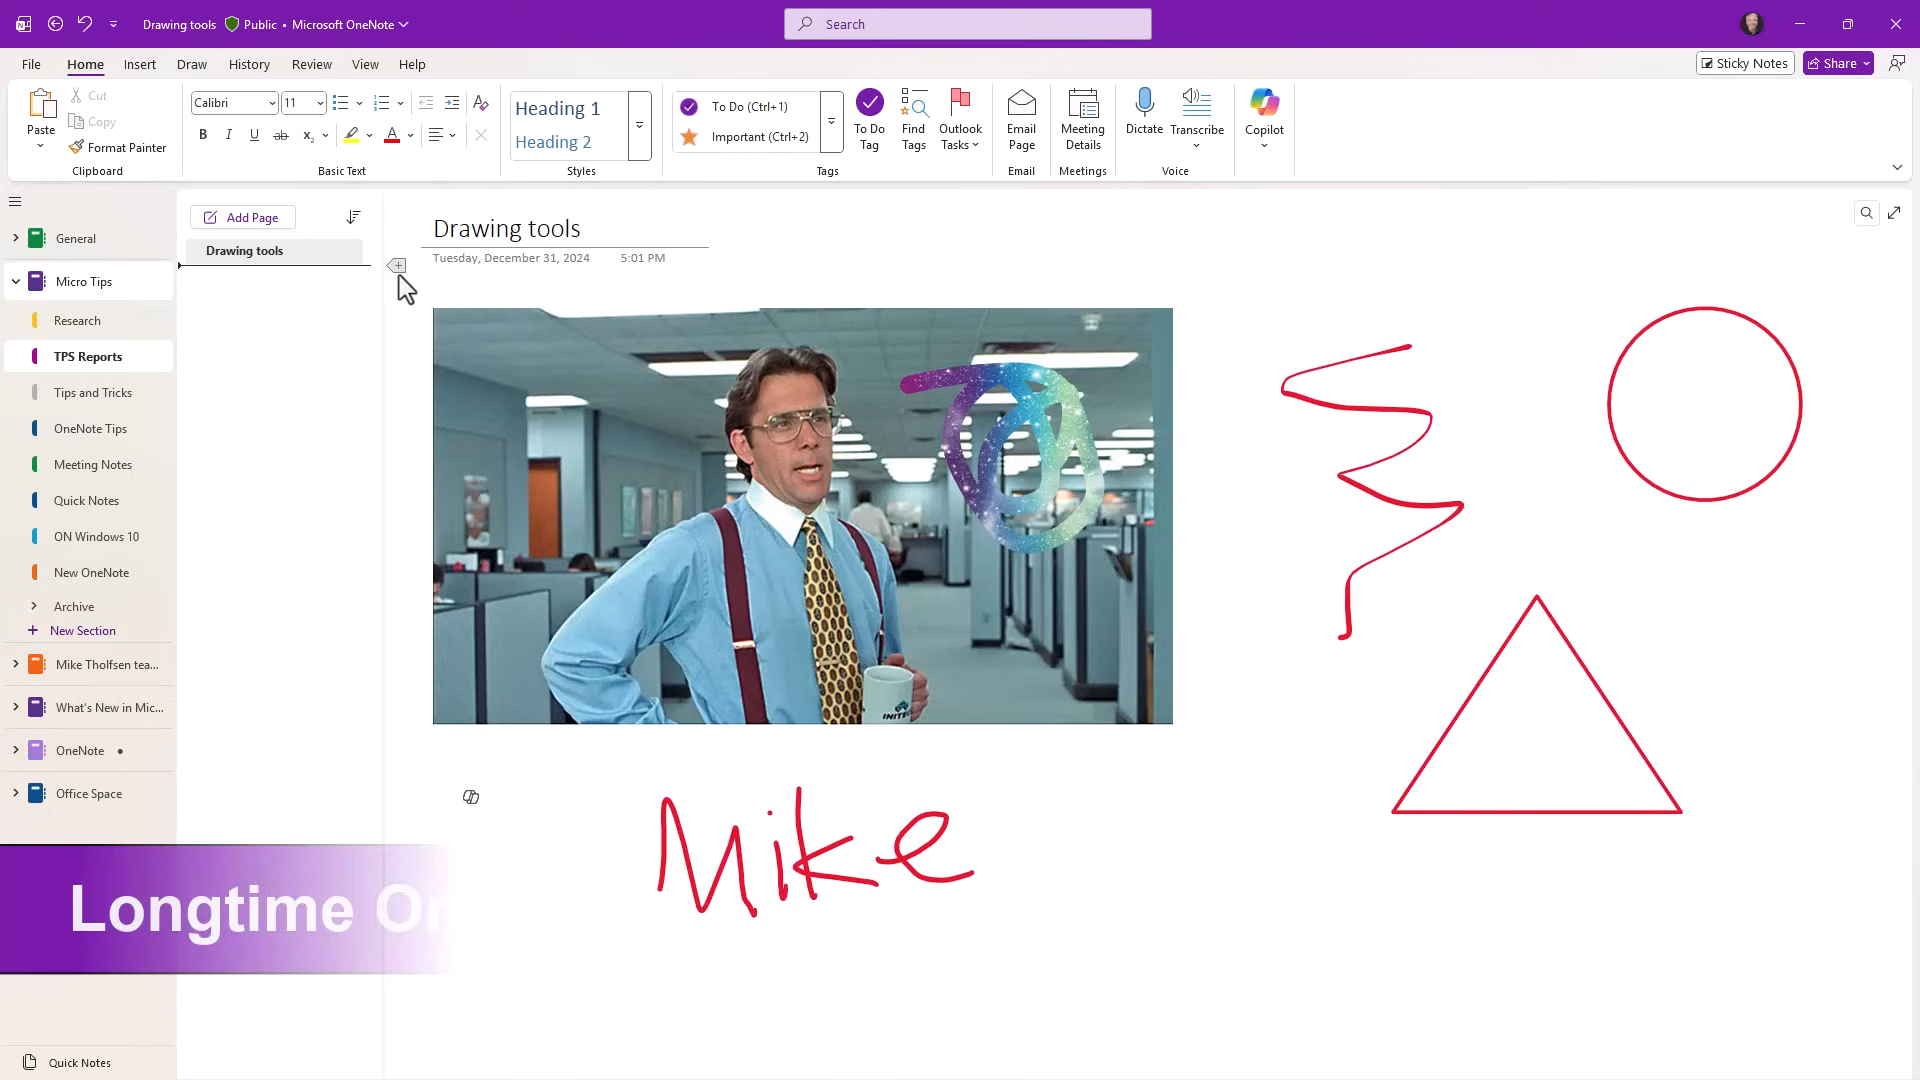 Drawing tools Public • Microsoft OneNote
Search
File Home Insert Draw History Review View Help
Sticky Notes Share
Paste
Cut
Copy
Format Painter
Clipboard
Calibri 11
Basic Text
Heading 1
Heading 2
Styles
To Do (Ctrl+1)
Important (Ctrl+2)
To Do Tag
Find Tags
Outlook Tasks
Tags
Email Page
Email
Meeting Details
Meetings
Dictate
Transcribe
Voice
Copilot
General
Micro Tips
Research
TPS Reports
Tips and Tricks
OneNote Tips
Meeting Notes
Quick Notes
ON Windows 10
New OneNote
Archive
New Section
Mike Tholfsen tea...
What's New in Mic...
OneNote
Office Space
Quick Notes
Add Page
Drawing tools
Drawing tools
Tuesday, December 31, 2024 5:01 PM
Mike
Longtime